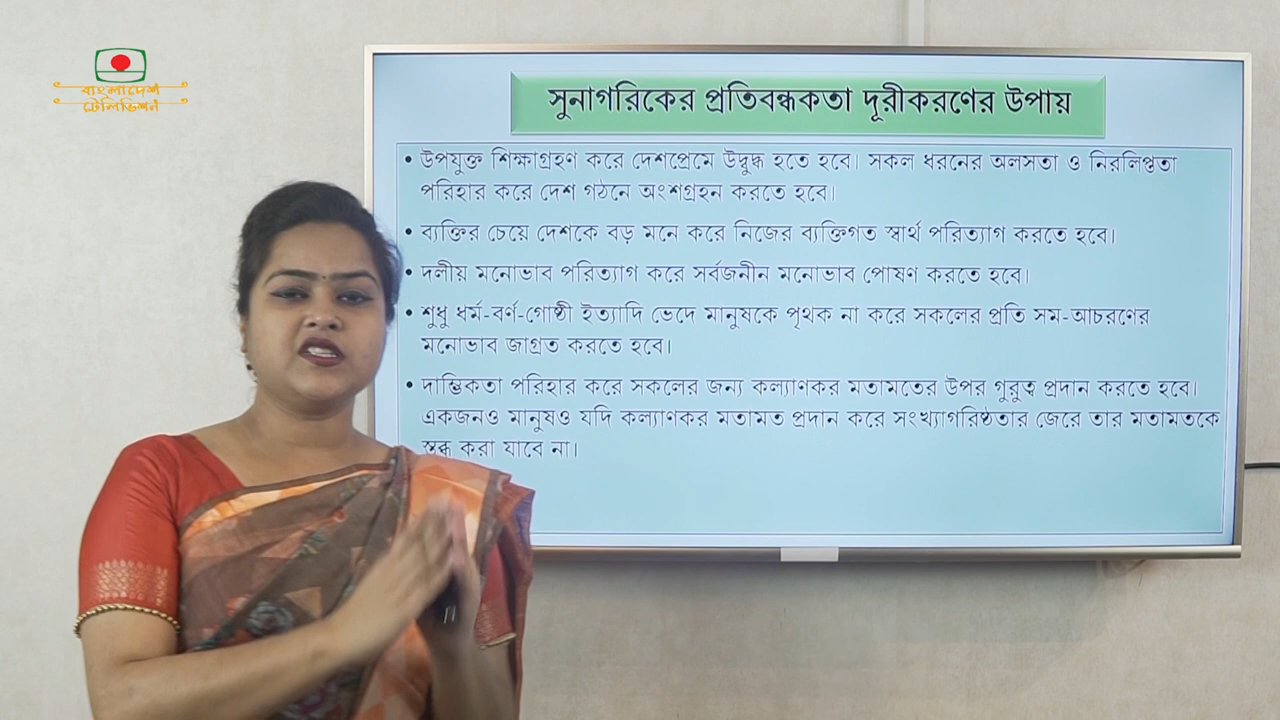 বাংলাদেশ
টেলিভিশন
সুনাগরিকের প্রতিবন্ধকতা দূরীকরণের উপায়
• উপযুক্ত শিক্ষাগ্রহণ করে দেশপ্রেমে উদ্বুদ্ধ হতে হবে। সকল ধরনের অলসতা ও নিরলিপ্ততা
পরিহার করে দেশ গঠনে অংশগ্রহন করতে হবে।
• ব্যক্তির চেয়ে দেশকে বড় মনে করে নিজের ব্যক্তিগত স্বার্থ পরিত্যাগ করতে হবে।
• দলীয় মনোভাব পরিত্যাগ করে সর্বজনীন মনোভাব পোষণ করতে হবে।
• শুধু ধর্ম-বর্ণ-গোষ্ঠী ইত্যাদি ভেদে মানুষকে পৃথক না করে সকলের প্রতি সম-আচরণের
মনোভাব জাগ্রত করতে হবে।
• দাম্ভিকতা পরিহার করে সকলের জন্য কল্যাণকর মতামতের উপর গুরুত্ব প্রদান করতে হবে।
একজনও মানুষও যদি কল্যাণকর মতামত প্রদান করে সংখ্যাগরিষ্ঠতার জেরে তার মতামতকে
স্তব্ধ করা যাবে না।